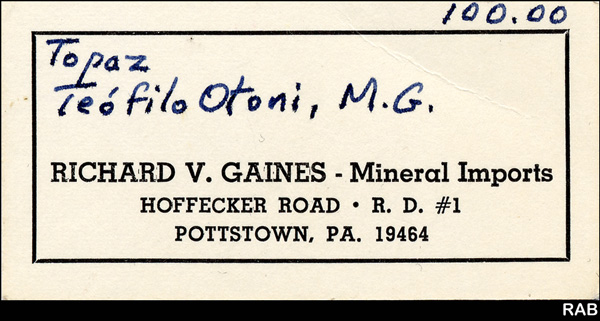 100.00
Topaz
Teófilo Otoni, M.G.
RICHARD V. GAINES - Mineral Imports
HOFFECKER ROAD • R. D. #1
POTTSTOWN, PA. 19464
RAB